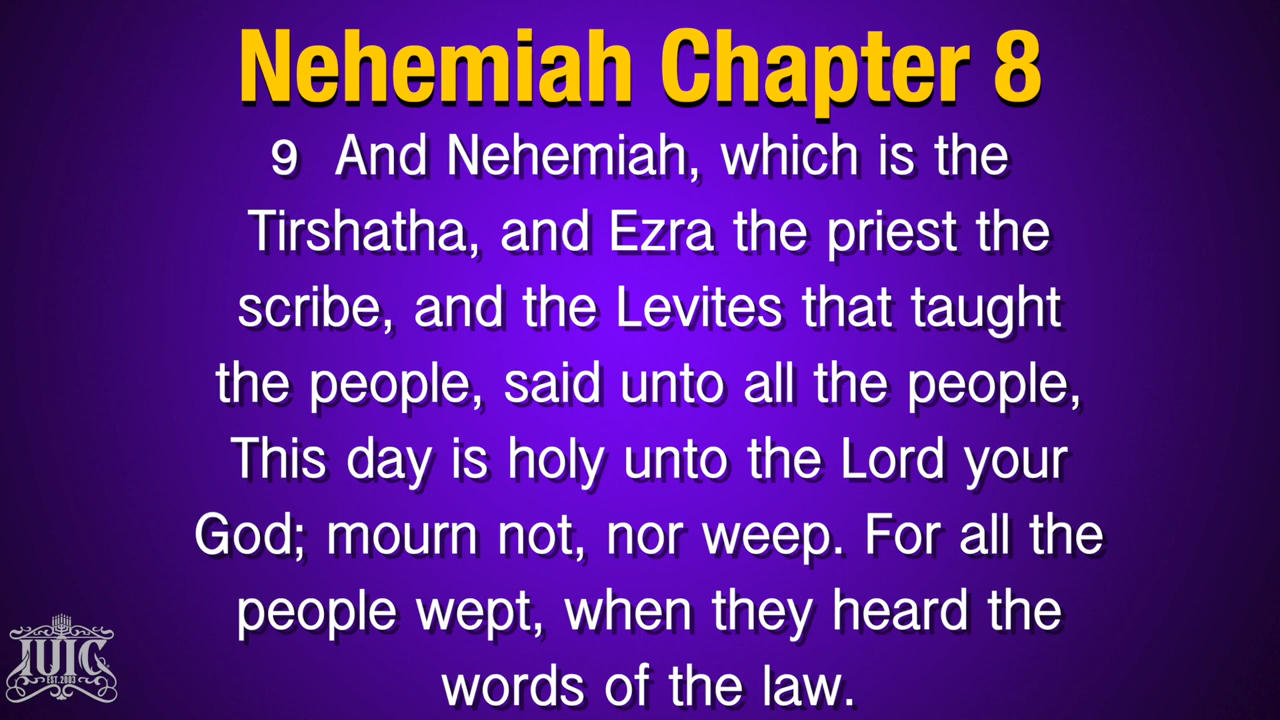 Nehemiah Chapter 8
9 And Nehemiah, which is the
Tirshatha, and Ezra the priest the
scribe, and the Levites that taught
the people, said unto all the people,
This day is holy unto the Lord your
God; mourn not, nor weep. For all the
people wept, when they heard the
words of the law.
IUIC
EST. 2003